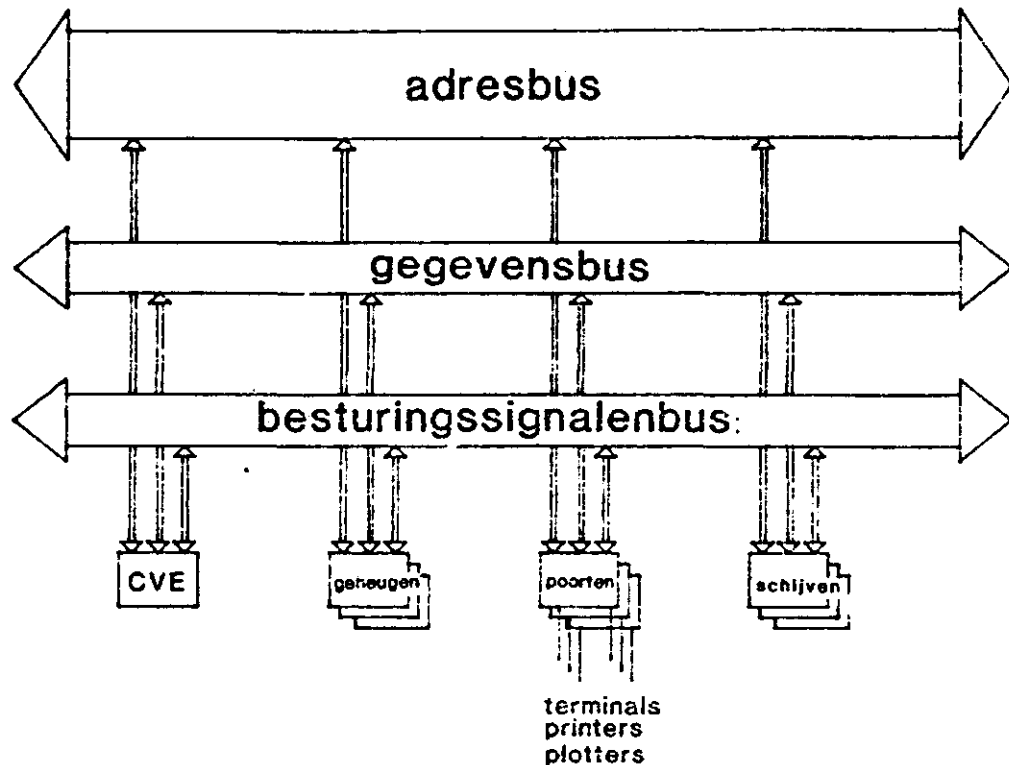 adresbus
gegevensbus
besturingssignalenbus
CVE
geheugen
poorten
schijven
terminals
printers
plotters